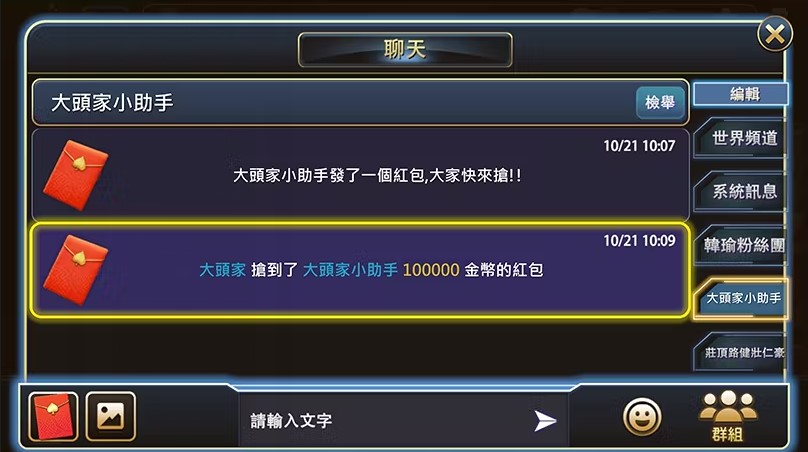 聊天
大頭家小助手
檢舉
編輯
10/21 10:07
大頭家小助手發了一個紅包,大家快來搶!!
世界頻道
系統訊息
10/21 10:09
大頭家 搶到了 大頭家小助手 100000 金幣的紅包
韓瑜粉絲團
大頭家小助手
莊頂路健壯仁豪
請輸入文字
群組